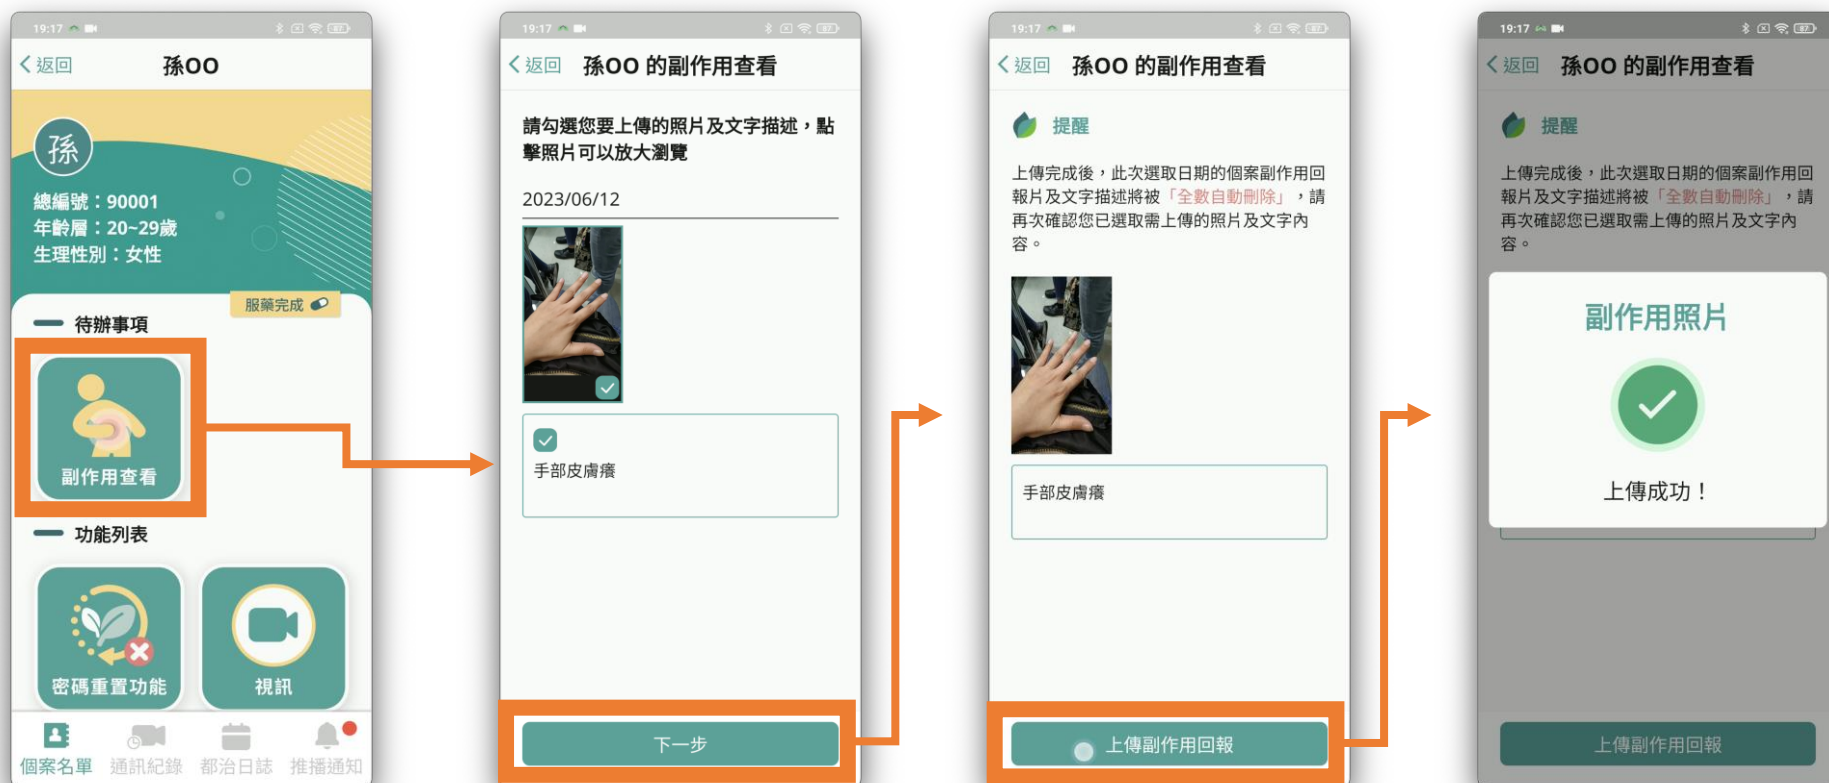 19:17
87
返回
孫OO
孫
總編號：90001
年齡層：20~29歲
生理性別：女性
服藥完成
待辦事項
副作用查看
功能列表
密碼重置功能
視訊
個案名單
通訊紀錄
都治日誌
推播通知
19:17
87
返回
孫OO 的副作用查看
請勾選您要上傳的照片及文字描述，點
擊照片可以放大瀏覽
2023/06/12
手部皮膚癢
下一步
19:17
87
返回
孫OO 的副作用查看
提醒
上傳完成後，此次選取日期的個案副作用回
報片及文字描述將被「全數自動刪除」，請
再次確認您已選取需上傳的照片及文字內
容。
手部皮膚癢
上傳副作用回報
19:17
87
返回
孫OO 的副作用查看
提醒
上傳完成後，此次選取日期的個案副作用回
報片及文字描述將被「全數自動刪除」，請
再次確認您已選取需上傳的照片及文字內
容。
副作用照片
上傳成功！
上傳副作用回報